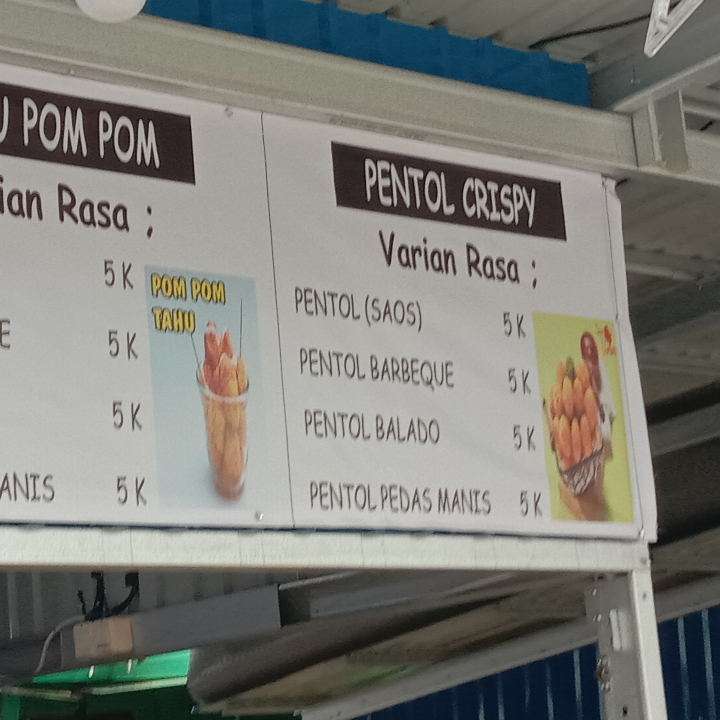 U POM POM
ian Rasa ;
5 K
E 5 K
5 K
ANIS 5 K
POM POM
TAHU
PENTOL CRISPY
Varian Rasa ;
PENTOL (SAOS) 5 K
PENTOL BARBEQUE 5 K
PENTOL BALADO 5 K
PENTOL PEDAS MANIS 5 K